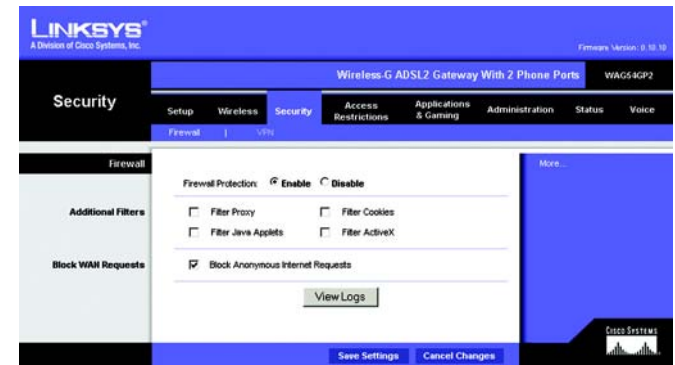 LINKSYS®
A Division of Cisco Systems, Inc.
Firmware Version: 0.10.10
Wireless-G ADSL2 Gateway With 2 Phone Ports WAG54GP2
Security
Setup Wireless Security Access Restrictions Applications & Gaming Administration Status Voice
Firewall | VPN
Firewall
More...
Firewall Protection: Enable Disable
Additional Filters
Filter Proxy Filter Cookies
Filter Java Applets Filter ActiveX
Block WAN Requests
Block Anonymous Internet Requests
View Logs
Save Settings Cancel Changes
CISCO SYSTEMS